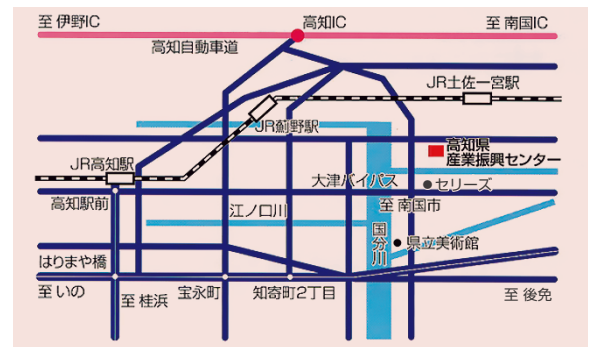 至 伊野IC
高知IC
至 南国IC
高知自動車道
JR土佐一宮駅
JR薊野駅
高知県
産業振興センター
JR高知駅
大津バイパス
セリーズ
高知駅前
江ノ口川
至 南国市
国分川
県立美術館
はりまや橋
至 いの
至 桂浜
宝永町
知寄町2丁目
至 後免